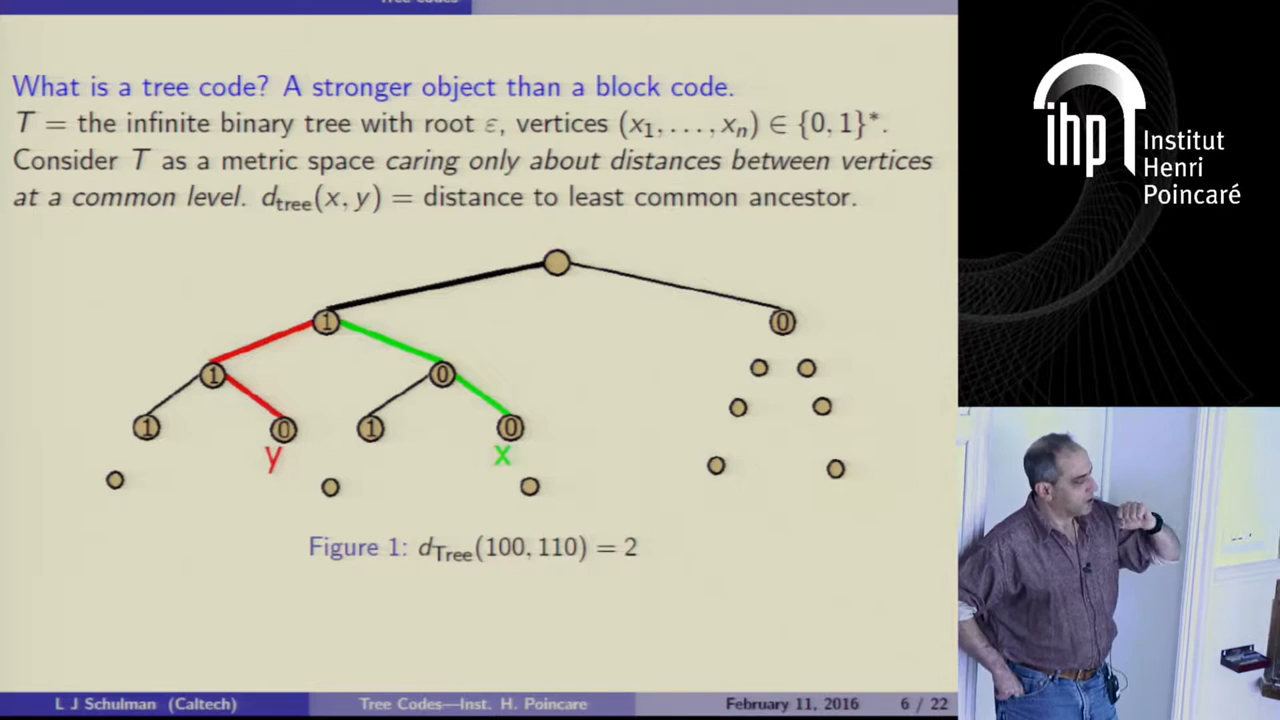 Tree Codes
What is a tree code? A stronger object than a block code.
T = the infinite binary tree with root ε, vertices (x₁, . . . , xₙ) ∈ {0, 1}*.
Consider T as a metric space caring only about distances between vertices
at a common level. d_tree(x, y) = distance to least common ancestor.
1
0
1
0
1
0
1
0
y
x
Figure 1: d_Tree(100, 110) = 2
L J Schulman (Caltech)
Tree Codes—Inst. H. Poincare
February 11, 2016
6 / 22
ihp
Institut
Henri
Poincaré